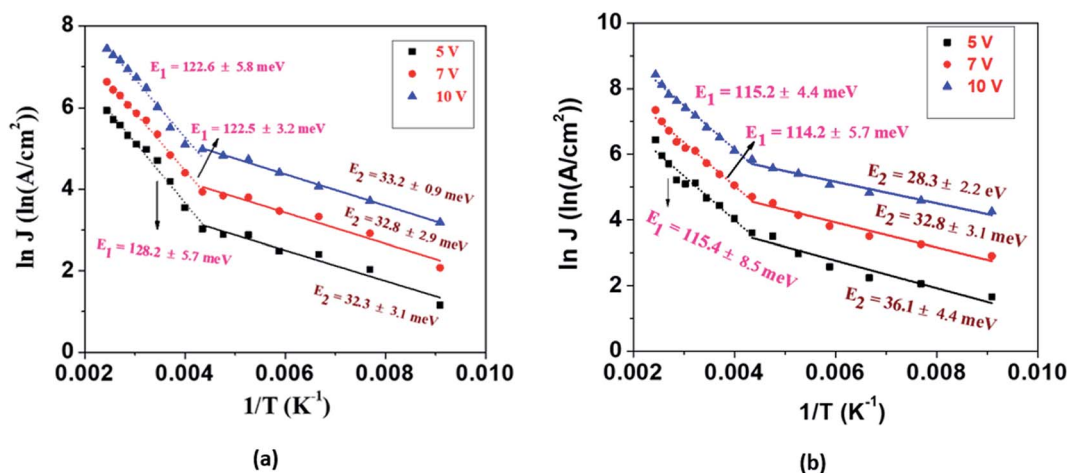 8
6
4
2
0
ln J (ln(A/cm²))
5 V
7 V
10 V
E₁ = 122.6 ± 5.8 meV
E₁ = 122.5 ± 3.2 meV
E₂ = 33.2 ± 0.9 meV
E₂ = 32.8 ± 2.9 meV
E₁ = 128.2 ± 5.7 meV
E₂ = 32.3 ± 3.1 meV
0.002 0.004 0.006 0.008 0.010
1/T (K⁻¹)
(a)
10
8
6
4
2
0
ln J (ln(A/cm²))
5 V
7 V
10 V
E₁ = 115.2 ± 4.4 meV
E₁ = 114.2 ± 5.7 meV
E₂ = 28.3 ± 2.2 eV
E₂ = 32.8 ± 3.1 meV
E₁ = 115.4 ± 8.5 meV
E₂ = 36.1 ± 4.4 meV
0.002 0.004 0.006 0.008 0.010
1/T (K⁻¹)
(b)